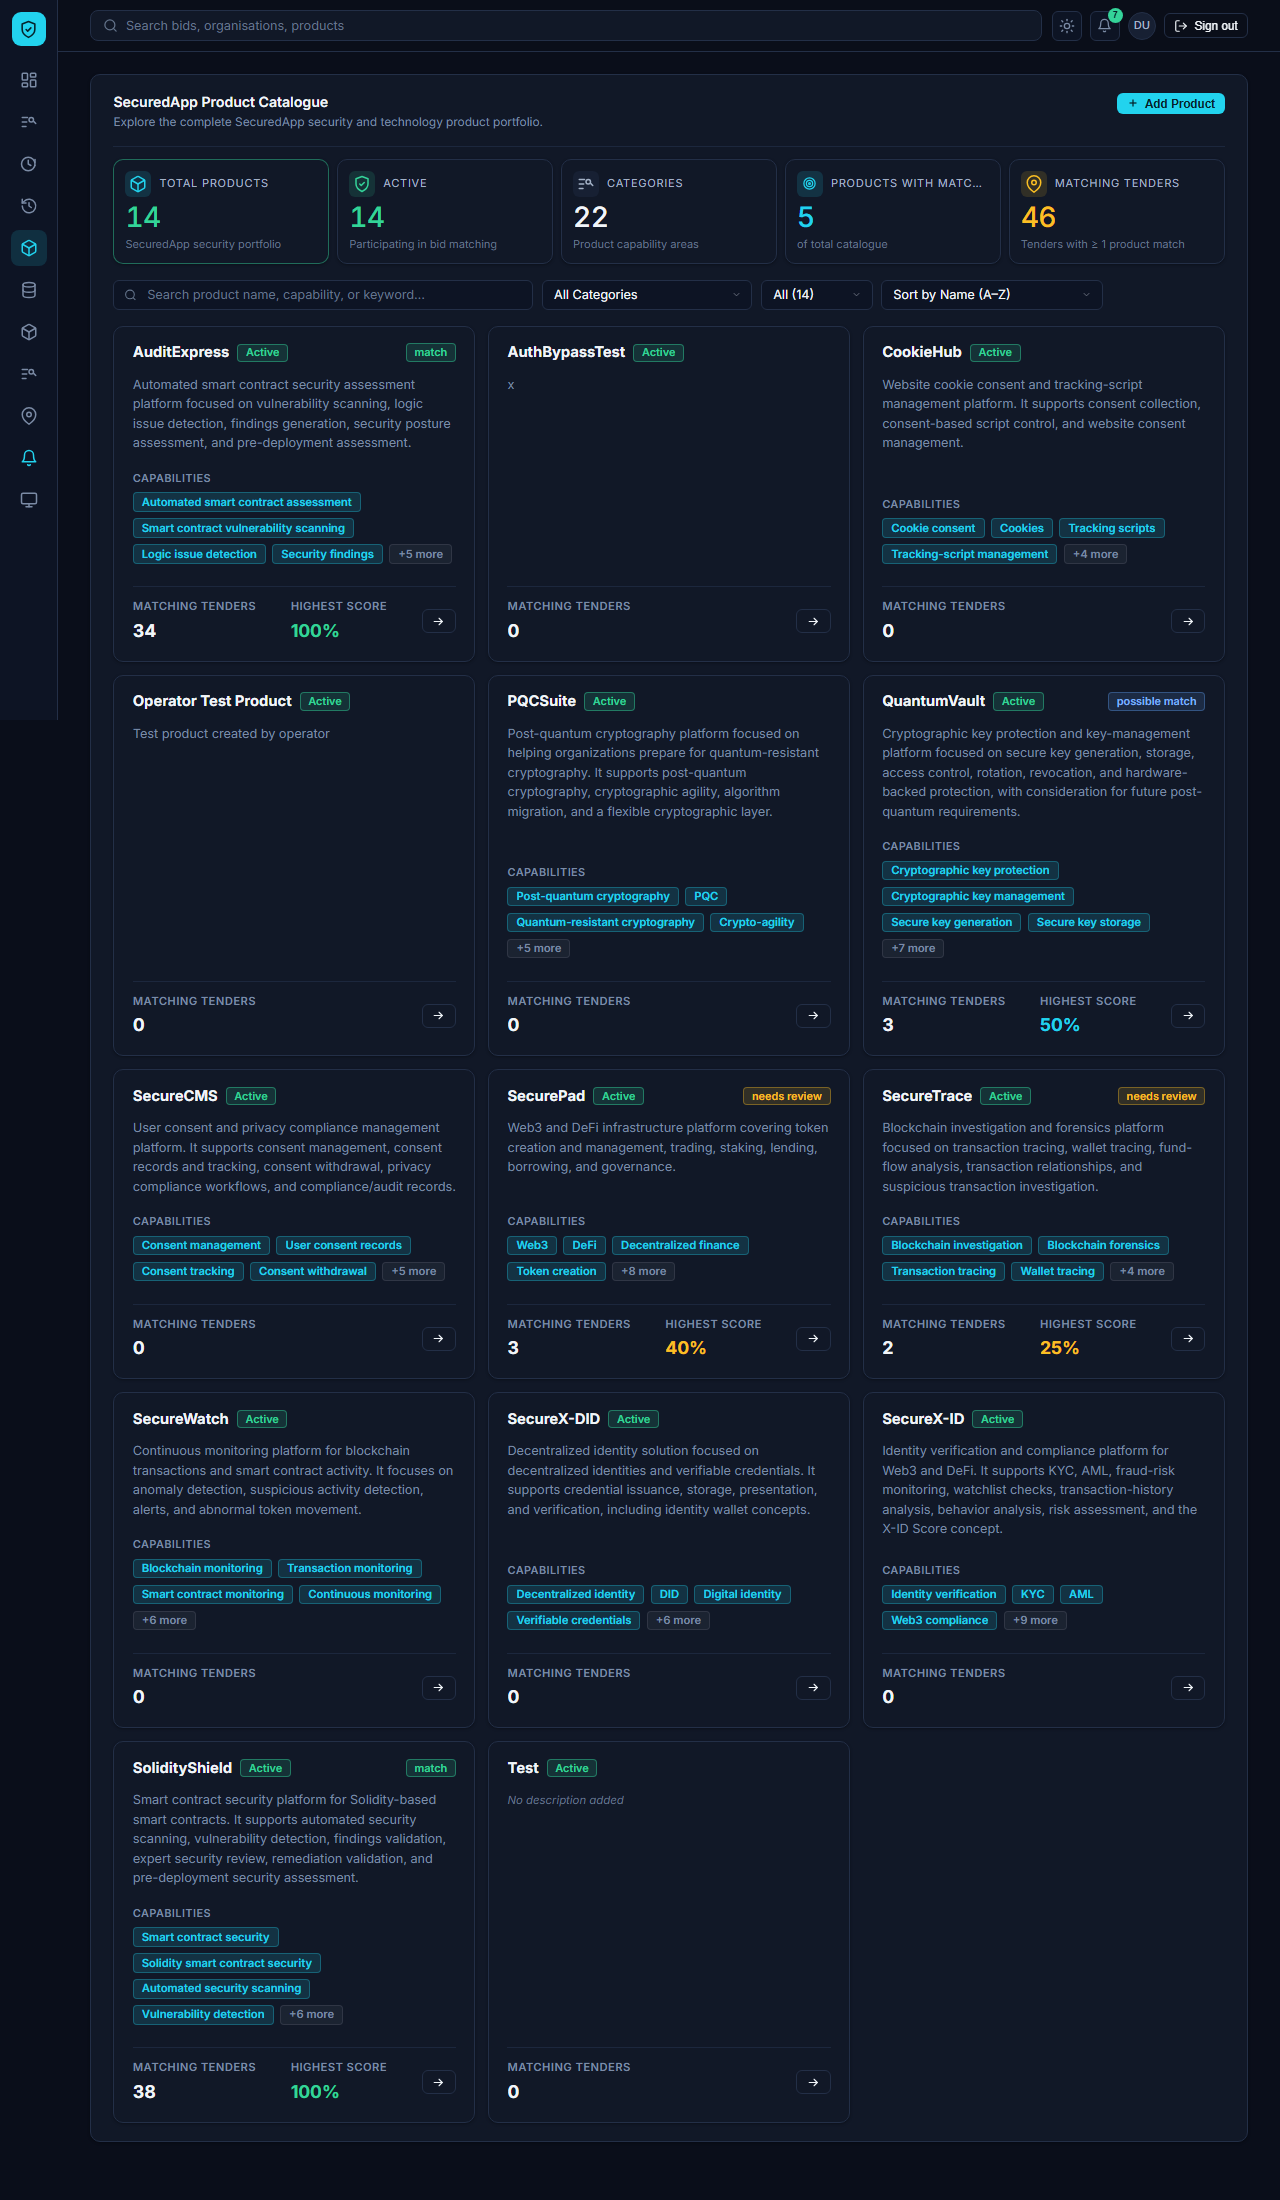 Search bids, organisations, products
7
DU
Sign out
SecuredApp Product Catalogue
Explore the complete SecuredApp security and technology product portfolio.
+ Add Product
TOTAL PRODUCTS
14
SecuredApp security portfolio
ACTIVE
14
Participating in bid matching
CATEGORIES
22
Product capability areas
PRODUCTS WITH MATC...
5
of total catalogue
MATCHING TENDERS
46
Tenders with ≥ 1 product match
Search product name, capability, or keyword...
All Categories
All (14)
Sort by Name (A–Z)
AuditExpress Active match
Automated smart contract security assessment
platform focused on vulnerability scanning, logic
issue detection, findings generation, security posture
assessment, and pre-deployment assessment.
CAPABILITIES
Automated smart contract assessment
Smart contract vulnerability scanning
Logic issue detection Security findings +5 more
MATCHING TENDERS HIGHEST SCORE
34 100% →
AuthBypassTest Active
x
MATCHING TENDERS
0 →
CookieHub Active
Website cookie consent and tracking-script
management platform. It supports consent collection,
consent-based script control, and website consent
management.
CAPABILITIES
Cookie consent Cookies Tracking scripts
Tracking-script management +4 more
MATCHING TENDERS
0 →
Operator Test Product Active
Test product created by operator
MATCHING TENDERS
0 →
PQCSuite Active
Post-quantum cryptography platform focused on
helping organizations prepare for quantum-resistant
cryptography. It supports post-quantum
cryptography, cryptographic agility, algorithm
migration, and a flexible cryptographic layer.
CAPABILITIES
Post-quantum cryptography PQC
Quantum-resistant cryptography Crypto-agility
+5 more
MATCHING TENDERS
0 →
QuantumVault Active possible match
Cryptographic key protection and key-management
platform focused on secure key generation, storage,
access control, rotation, revocation, and hardware-
backed protection, with consideration for future post-
quantum requirements.
CAPABILITIES
Cryptographic key protection
Cryptographic key management
Secure key generation Secure key storage
+7 more
MATCHING TENDERS HIGHEST SCORE
3 50% →
SecureCMS Active
User consent and privacy compliance management
platform. It supports consent management, consent
records and tracking, consent withdrawal, privacy
compliance workflows, and compliance/audit records.
CAPABILITIES
Consent management User consent records
Consent tracking Consent withdrawal +5 more
MATCHING TENDERS
0 →
SecurePad Active needs review
Web3 and DeFi infrastructure platform covering token
creation and management, trading, staking, lending,
borrowing, and governance.
CAPABILITIES
Web3 DeFi Decentralized finance
Token creation +8 more
MATCHING TENDERS HIGHEST SCORE
3 40% →
SecureTrace Active needs review
Blockchain investigation and forensics platform
focused on transaction tracing, wallet tracing, fund-
flow analysis, transaction relationships, and
suspicious transaction investigation.
CAPABILITIES
Blockchain investigation Blockchain forensics
Transaction tracing Wallet tracing +4 more
MATCHING TENDERS HIGHEST SCORE
2 25% →
SecureWatch Active
Continuous monitoring platform for blockchain
transactions and smart contract activity. It focuses on
anomaly detection, suspicious activity detection,
alerts, and abnormal token movement.
CAPABILITIES
Blockchain monitoring Transaction monitoring
Smart contract monitoring Continuous monitoring
+6 more
MATCHING TENDERS
0 →
SecureX-DID Active
Decentralized identity solution focused on
decentralized identities and verifiable credentials. It
supports credential issuance, storage, presentation,
and verification, including identity wallet concepts.
CAPABILITIES
Decentralized identity DID Digital identity
Verifiable credentials +6 more
MATCHING TENDERS
0 →
SecureX-ID Active
Identity verification and compliance platform for
Web3 and DeFi. It supports KYC, AML, fraud-risk
monitoring, watchlist checks, transaction-history
analysis, behavior analysis, risk assessment, and the
X-ID Score concept.
CAPABILITIES
Identity verification KYC AML
Web3 compliance +9 more
MATCHING TENDERS
0 →
SolidityShield Active match
Smart contract security platform for Solidity-based
smart contracts. It supports automated security
scanning, vulnerability detection, findings validation,
expert security review, remediation validation, and
pre-deployment security assessment.
CAPABILITIES
Smart contract security
Solidity smart contract security
Automated security scanning
Vulnerability detection +6 more
MATCHING TENDERS HIGHEST SCORE
38 100% →
Test Active
No description added
MATCHING TENDERS
0 →